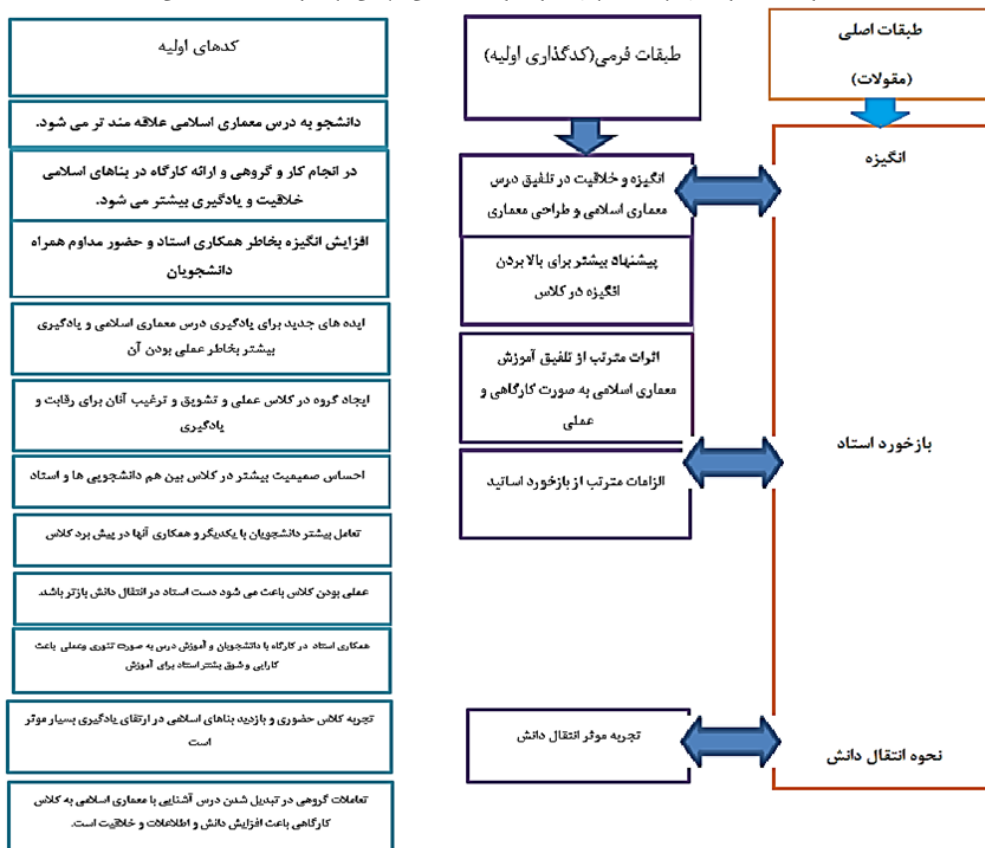 طبقات اصلی
(مقولات)
انگیزه
بازخورد استاد
نحوه انتقال دانش
طبقات فرمی(کدگذاری اولیه)
انگیزه و خلاقیت در تلفیق درس
معماری اسلامی و طراحی معماری
پیشنهاد بیشتر برای بالا بردن
انگیزه در کلاس
اثرات مترتب از تلفیق آموزش
معماری اسلامی به صورت کارگاهی و
عملی
الزامات مترتب از بازخورد اساتید
تجربه موثر انتقال دانش
کدهای اولیه
دانشجو به درس معماری اسلامی علاقه مند تر می شود.
در انجام کار و گروهی و ارائه کارگاه در بناهای اسلامی
خلاقیت و یادگیری بیشتر می شود.
افزایش انگیزه بخاطر همکاری استاد و حضور مداوم همراه
دانشجویان
ایده های جدید برای یادگیری درس معماری اسلامی و یادگیری
بیشتر بخاطر عملی بودن آن
ایجاد گروه در کلاس عملی و تشویق و ترغیب آنان برای رقابت و
یادگیری
احساس صمیمیت بیشتر در کلاس بین هم دانشجویی ها و استاد
تعامل بیشتر دانشجویان با یکدیگر و همکاری آنها در پیش برد کلاس
عملی بودن کلاس باعث می شود دست استاد در انتقال دانش بازتر باشد.
همکاری استاد در کارگاه با دانشجویان و آموزش درس به صورت تئوری وعملی باعث
کارایی و شوق بشتر استاد برای آموزش
تجربه کلاس حضوری و بازدید بناهای اسلامی در ارتقای یادگیری بسیار موثر
است
تعاملات گروهی در تبدیل شدن درس آشنایی با معماری اسلامی به کلاس
کارگاهی باعث افزایش دانش و اطلاعات و خلاقیت است.